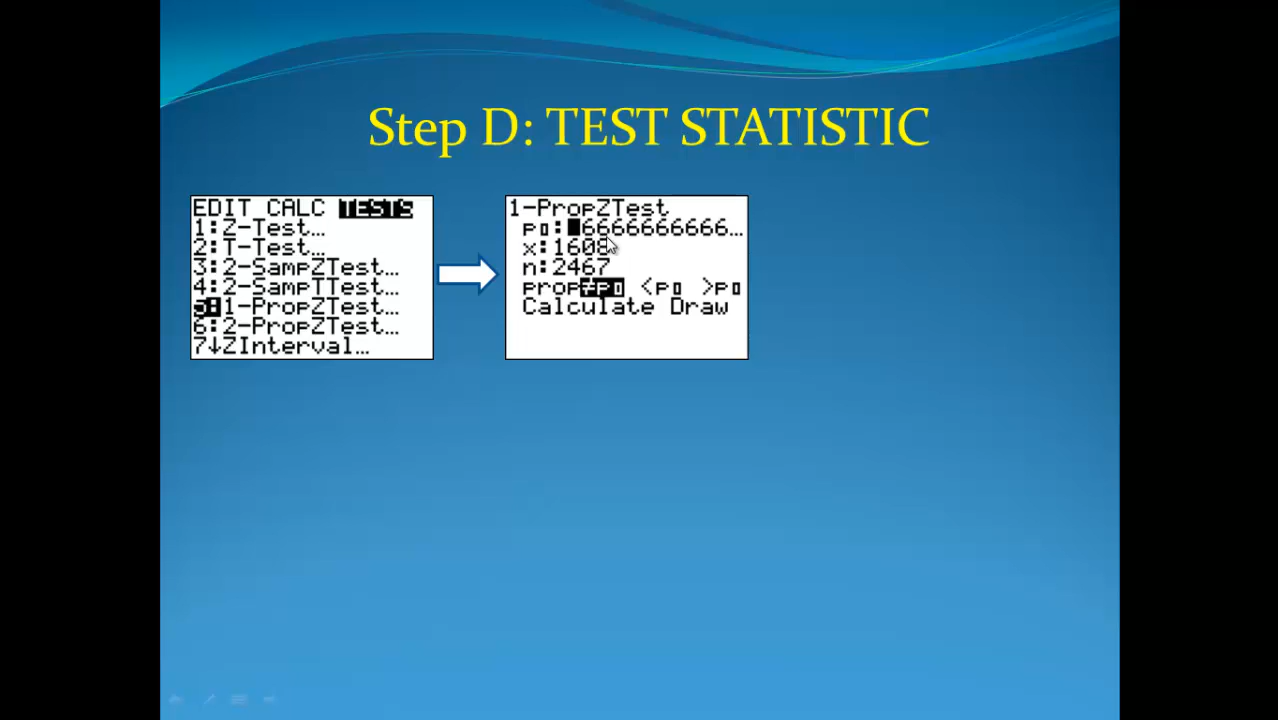 Step D: TEST STATISTIC
EDIT CALC TESTS
1:Z-Test…
2:T-Test…
3:2-SampZTest…
4:2-SampTTest…
5:1-PropZTest…
6:2-PropZTest…
7↓ZInterval…
1-PropZTest
p₀:█6666666666…
x:1608
n:2467
prop≠p₀ <p₀ >p₀
Calculate Draw